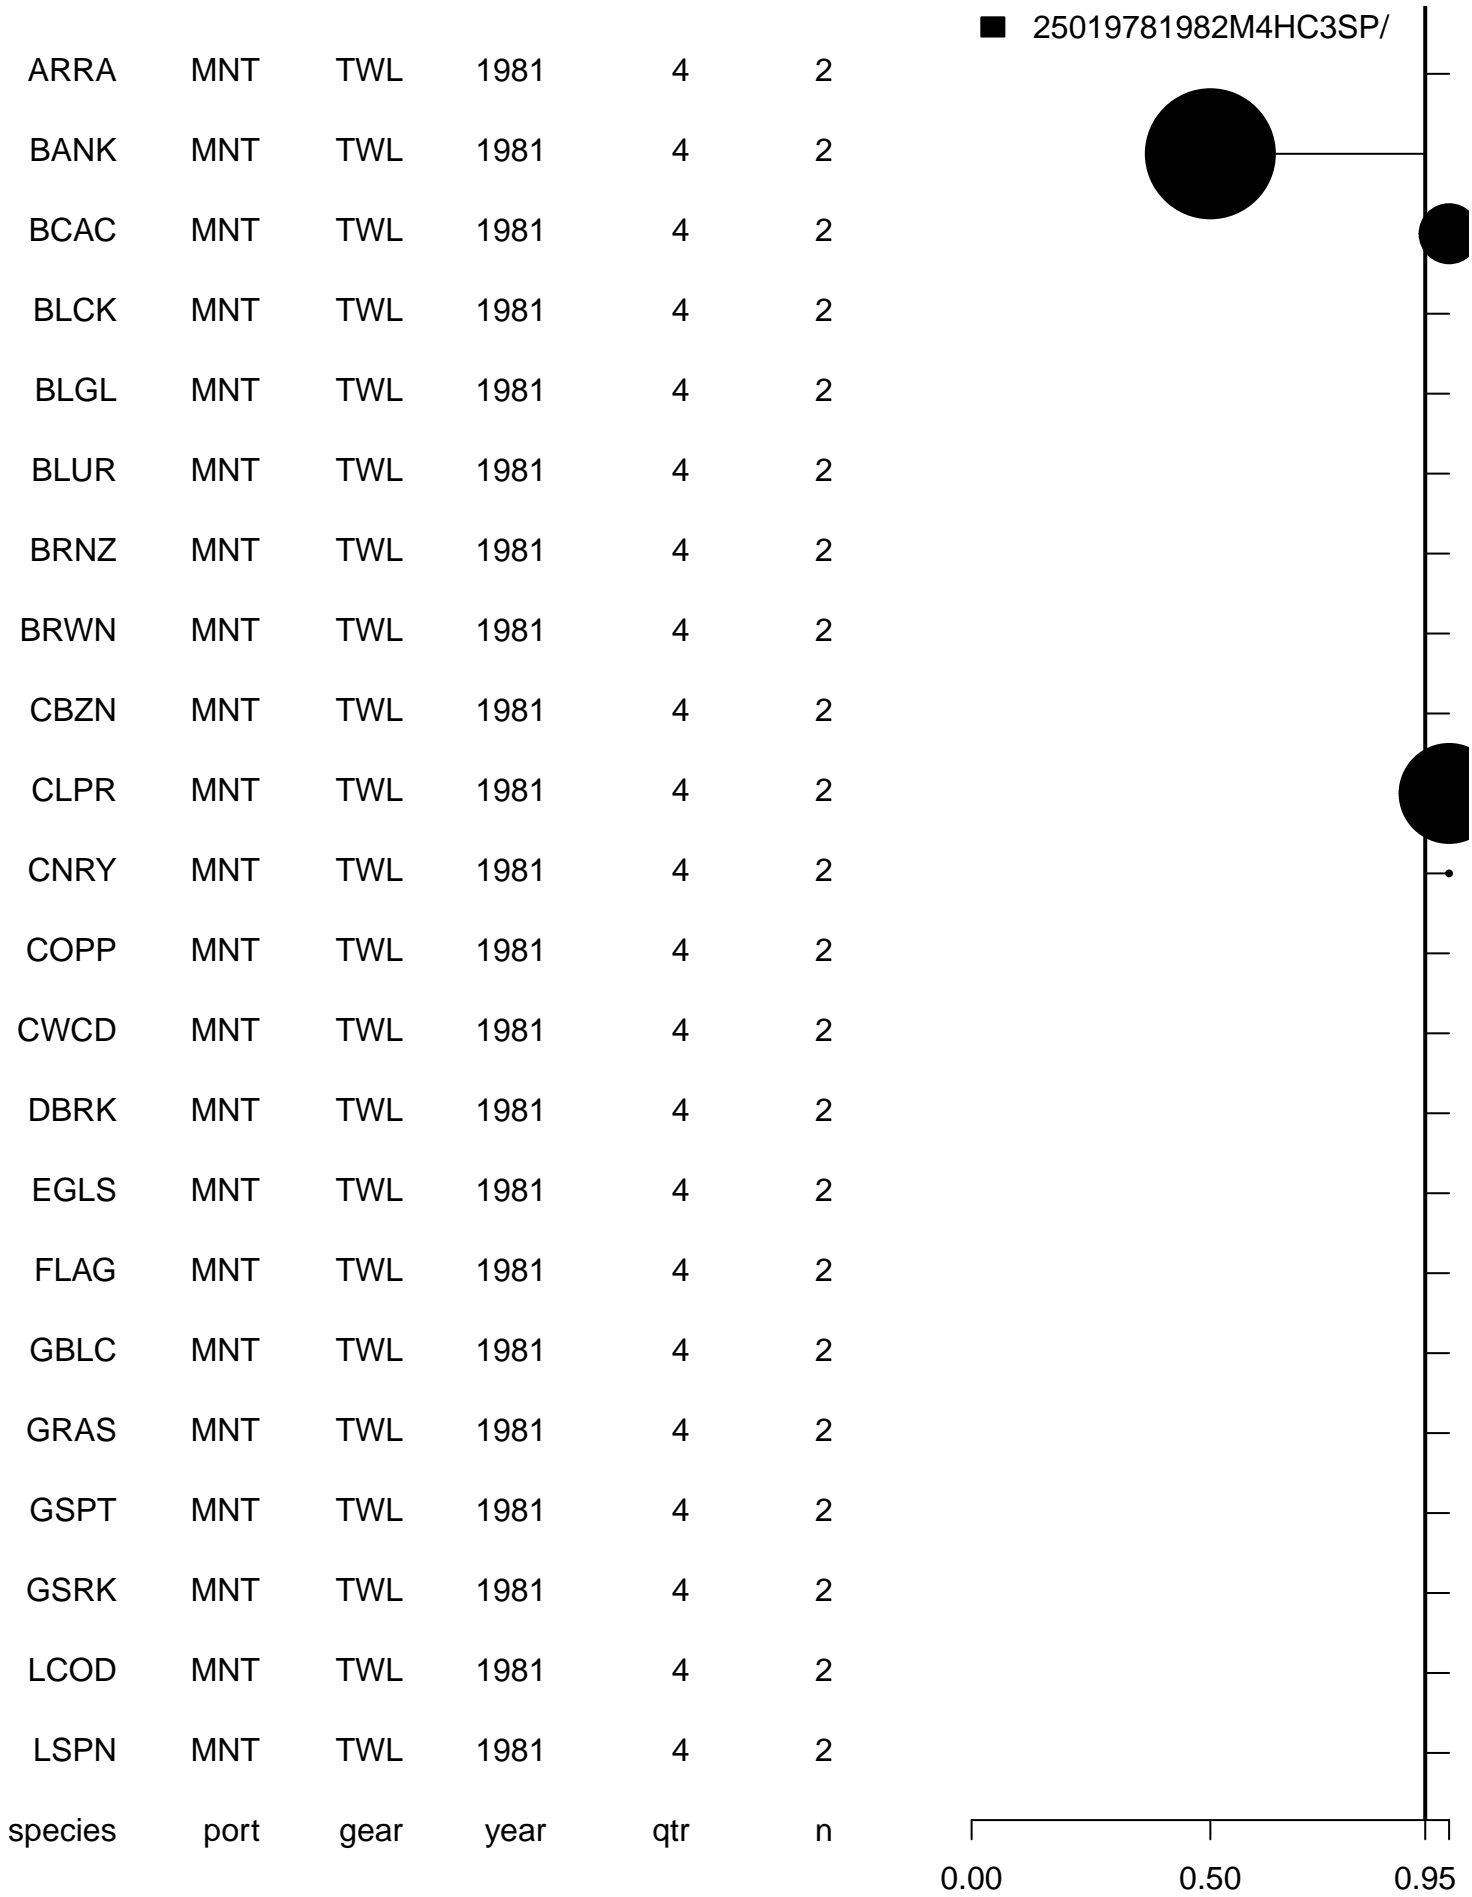 25019781982M4HC3SP/
ARRA MNT TWL 1981 4 2
BANK MNT TWL 1981 4 2
BCAC MNT TWL 1981 4 2
BLCK MNT TWL 1981 4 2
BLGL MNT TWL 1981 4 2
BLUR MNT TWL 1981 4 2
BRNZ MNT TWL 1981 4 2
BRWN MNT TWL 1981 4 2
CBZN MNT TWL 1981 4 2
CLPR MNT TWL 1981 4 2
CNRY MNT TWL 1981 4 2
COPP MNT TWL 1981 4 2
CWCD MNT TWL 1981 4 2
DBRK MNT TWL 1981 4 2
EGLS MNT TWL 1981 4 2
FLAG MNT TWL 1981 4 2
GBLC MNT TWL 1981 4 2
GRAS MNT TWL 1981 4 2
GSPT MNT TWL 1981 4 2
GSRK MNT TWL 1981 4 2
LCOD MNT TWL 1981 4 2
LSPN MNT TWL 1981 4 2
species port gear year qtr n
0.00 0.50 0.95